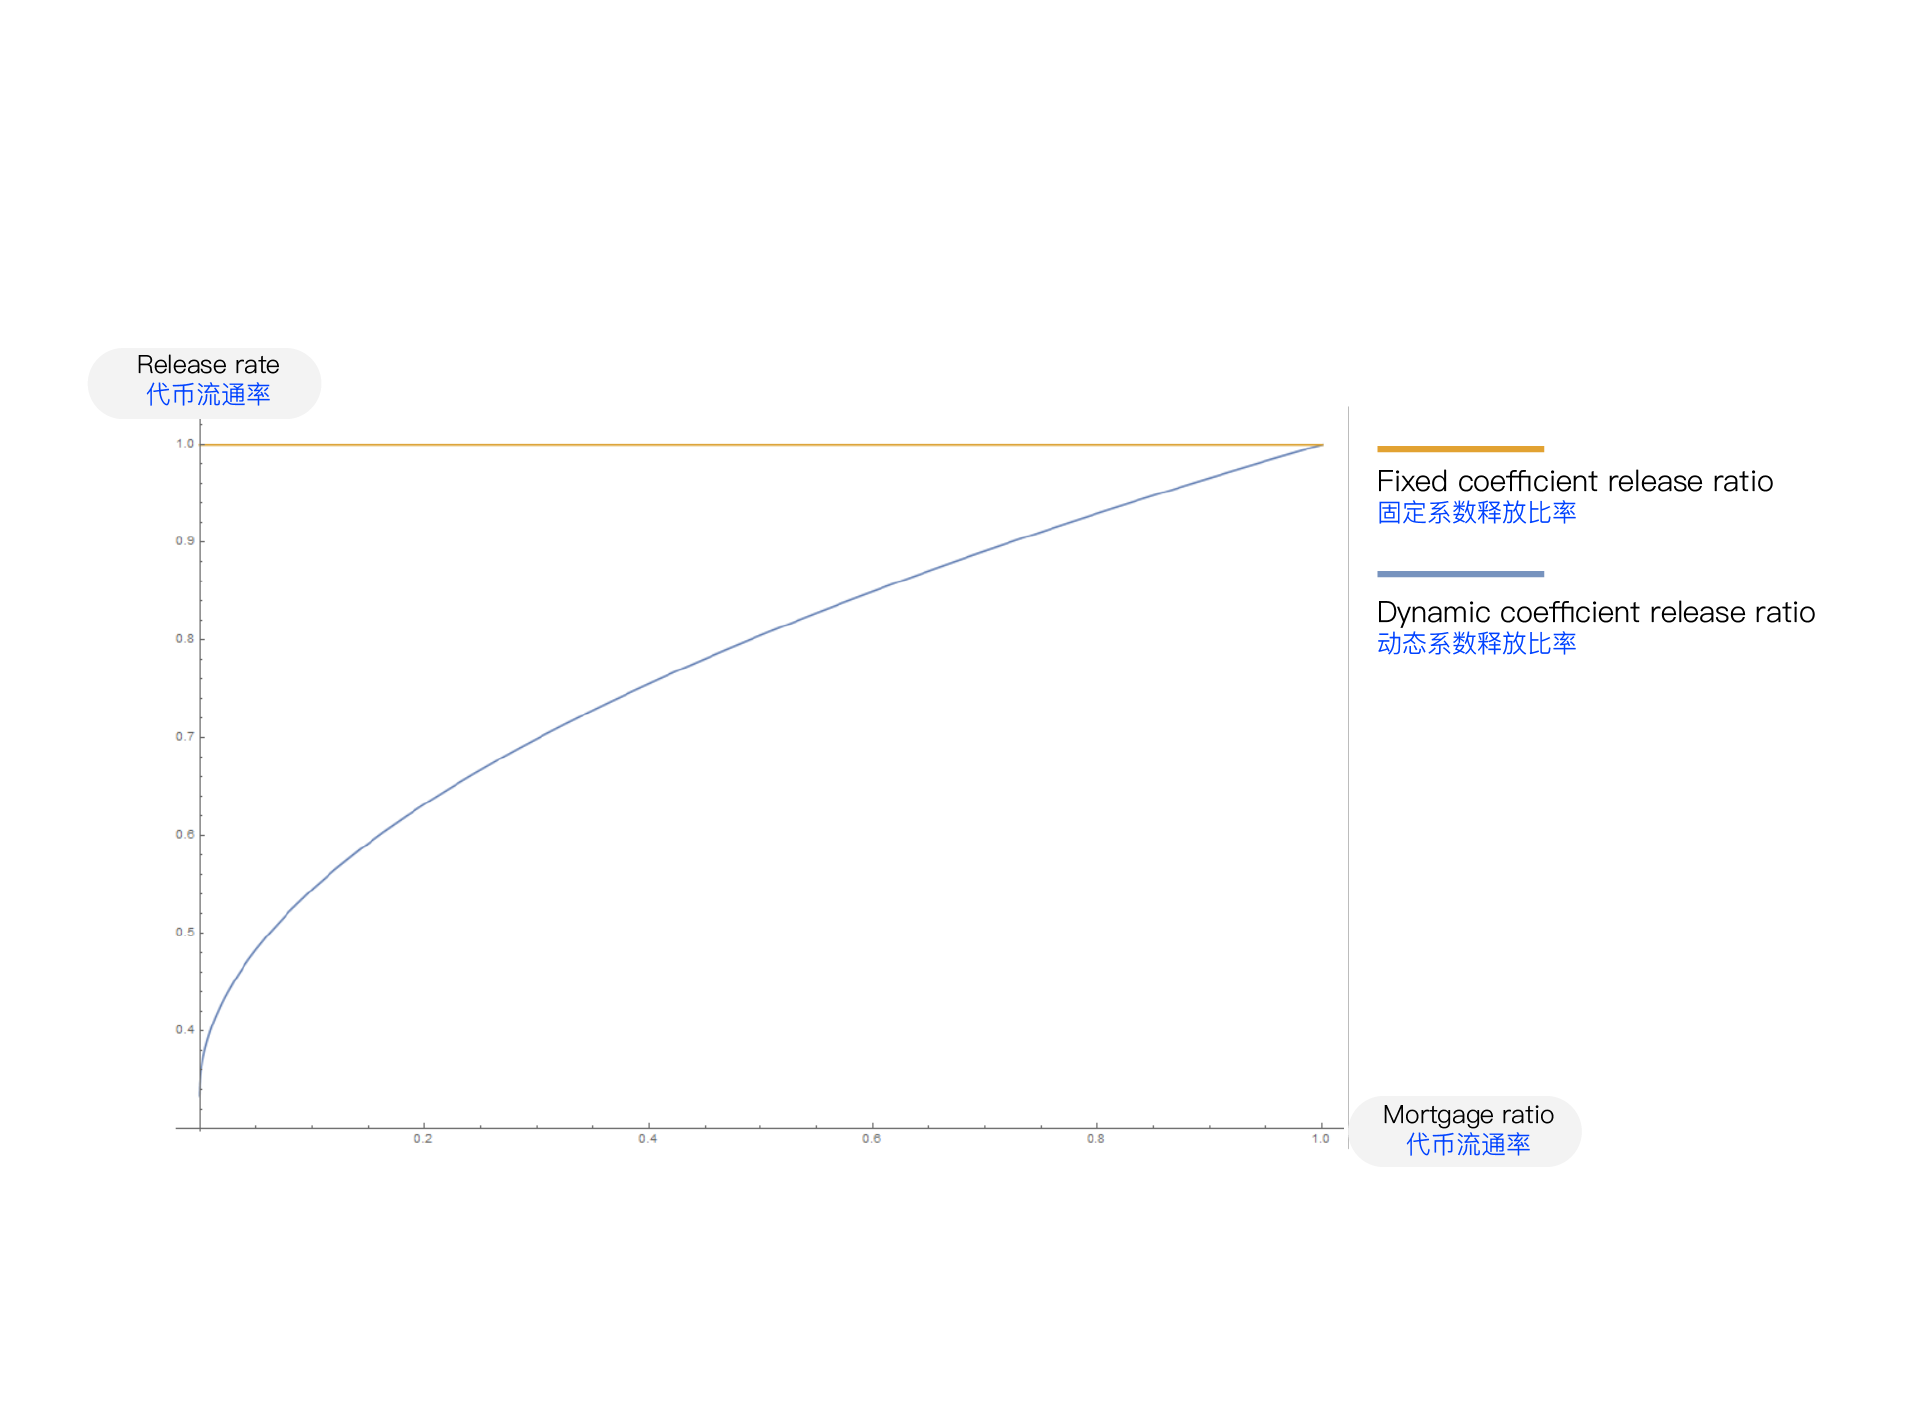 Release rate
代币流通率
1.0
0.9
0.8
0.7
0.6
0.5
0.4
0.2
0.4
0.6
0.8
1.0
Fixed coefficient release ratio
固定系数释放比率
Dynamic coefficient release ratio
动态系数释放比率
Mortgage ratio
代币流通率